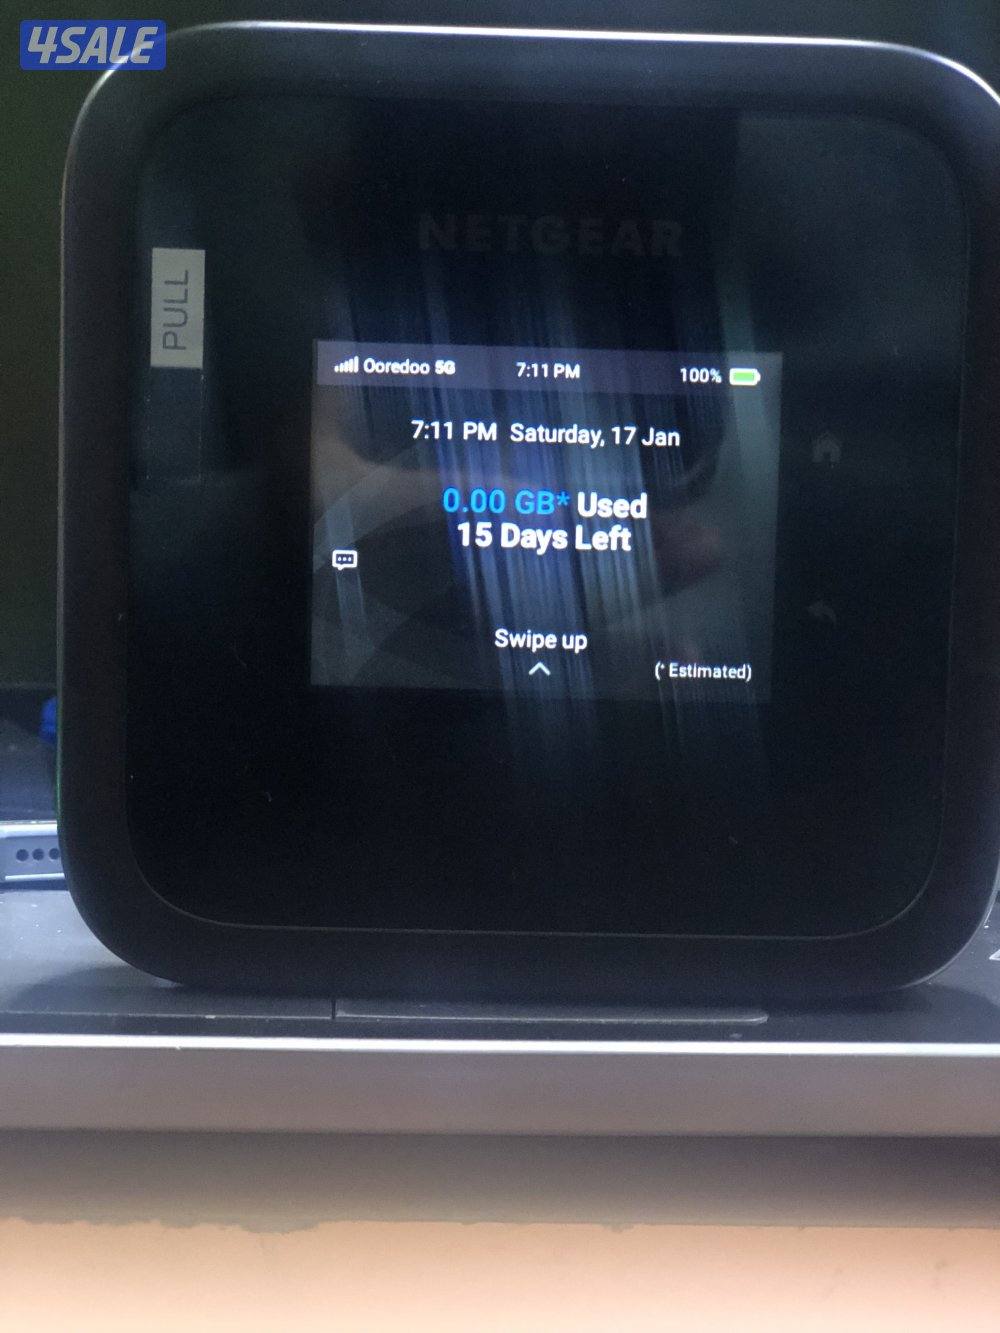 4SALE
NETGEAR
PULL
Ooredoo 5G 7:11 PM 100%
7:11 PM Saturday, 17 Jan
0.00 GB* Used
15 Days Left
Swipe up
(* Estimated)